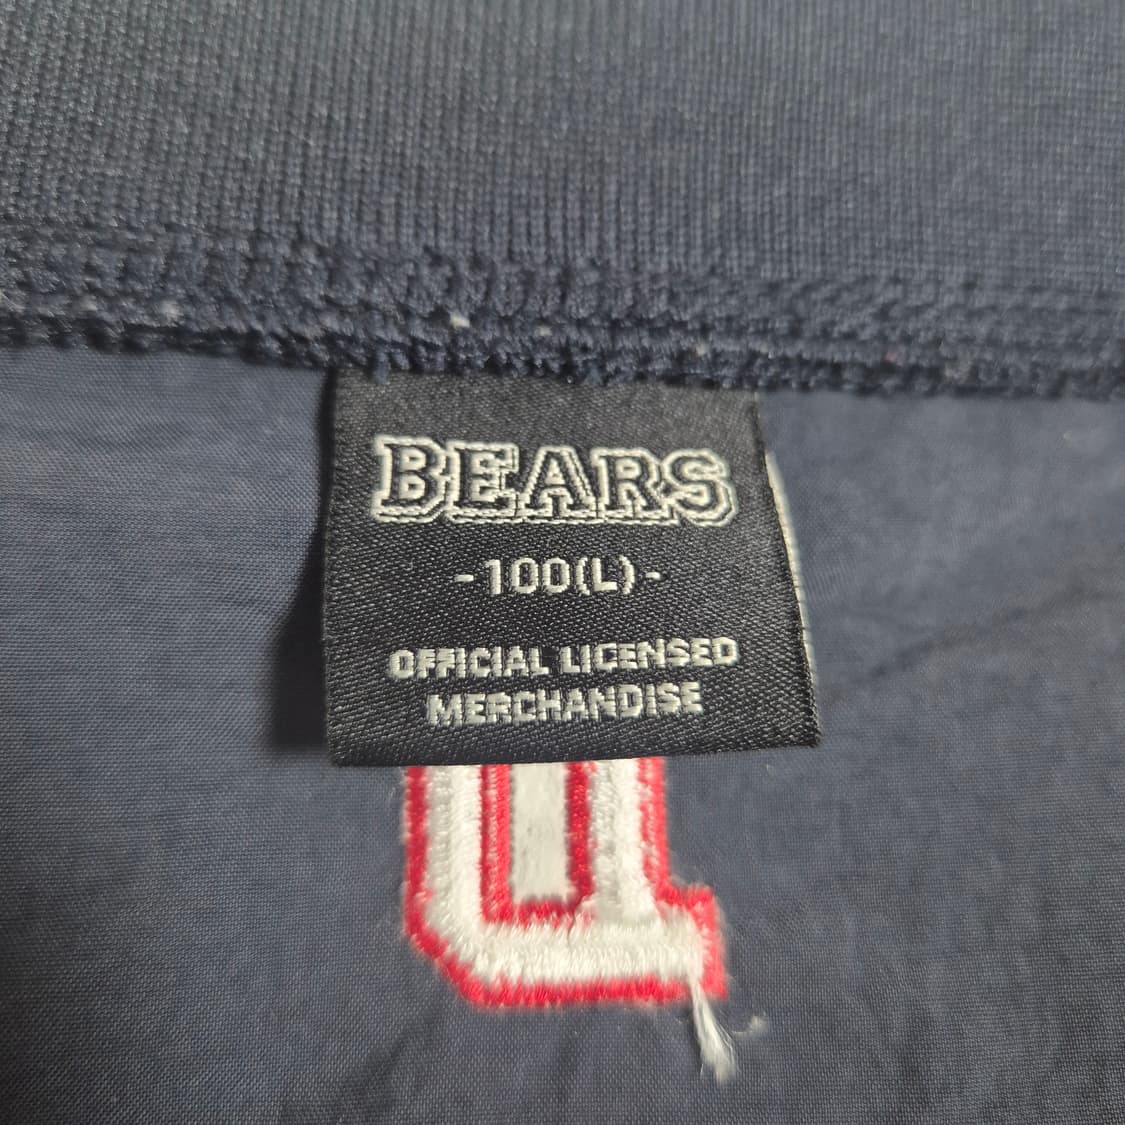 BEARS
-100(L)-
OFFICIAL LICENSED
MERCHANDISE